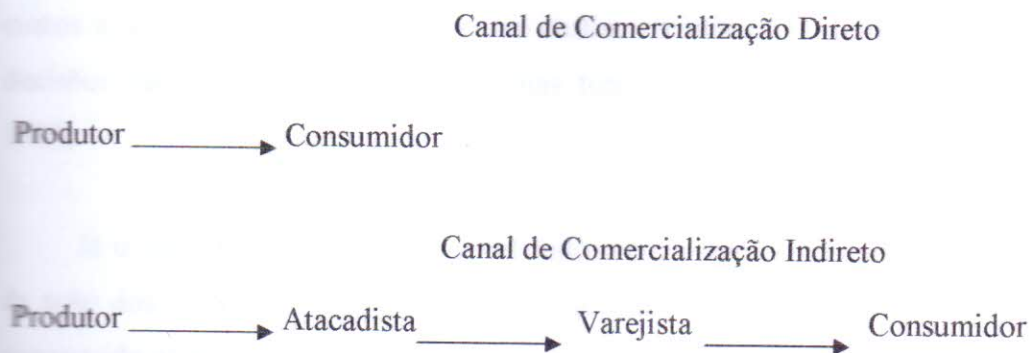 Canal de Comercialização Direto
Produtor Consumidor
Canal de Comercialização Indireto
Produtor Atacadista Varejista Consumidor